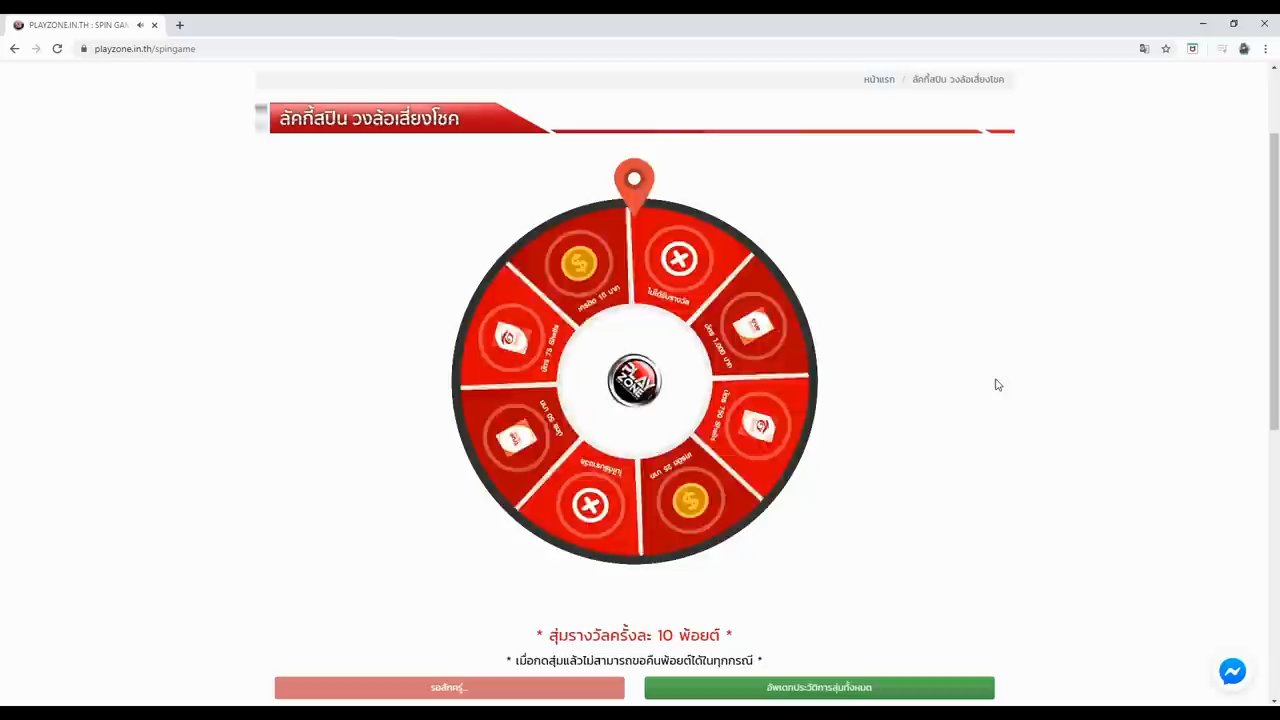 PLAYZONE.IN.TH : SPIN GAM
playzone.in.th/spingame
หน้าแรก / ลัคกี้สปิน วงล้อเสี่ยงโชค
ลัคกี้สปิน วงล้อเสี่ยงโชค
ไม่ได้รับรางวัล
บัตร 1,000 บาท
บัตร 750 Shells
เครดิต 25 บาท
ไม่ได้รับรางวัล
บัตร 50 บาท
บัตร 75 Shells
เครดิต 15 บาท
PLAY
ZONE
* สุ่มรางวัลครั้งละ 10 พ้อยต์ *
* เมื่อกดสุ่มแล้วไม่สามารถขอคืนพ้อยต์ได้ในทุกกรณี *
รอสักครู่...
อัพเดทประวัติการสุ่มทั้งหมด